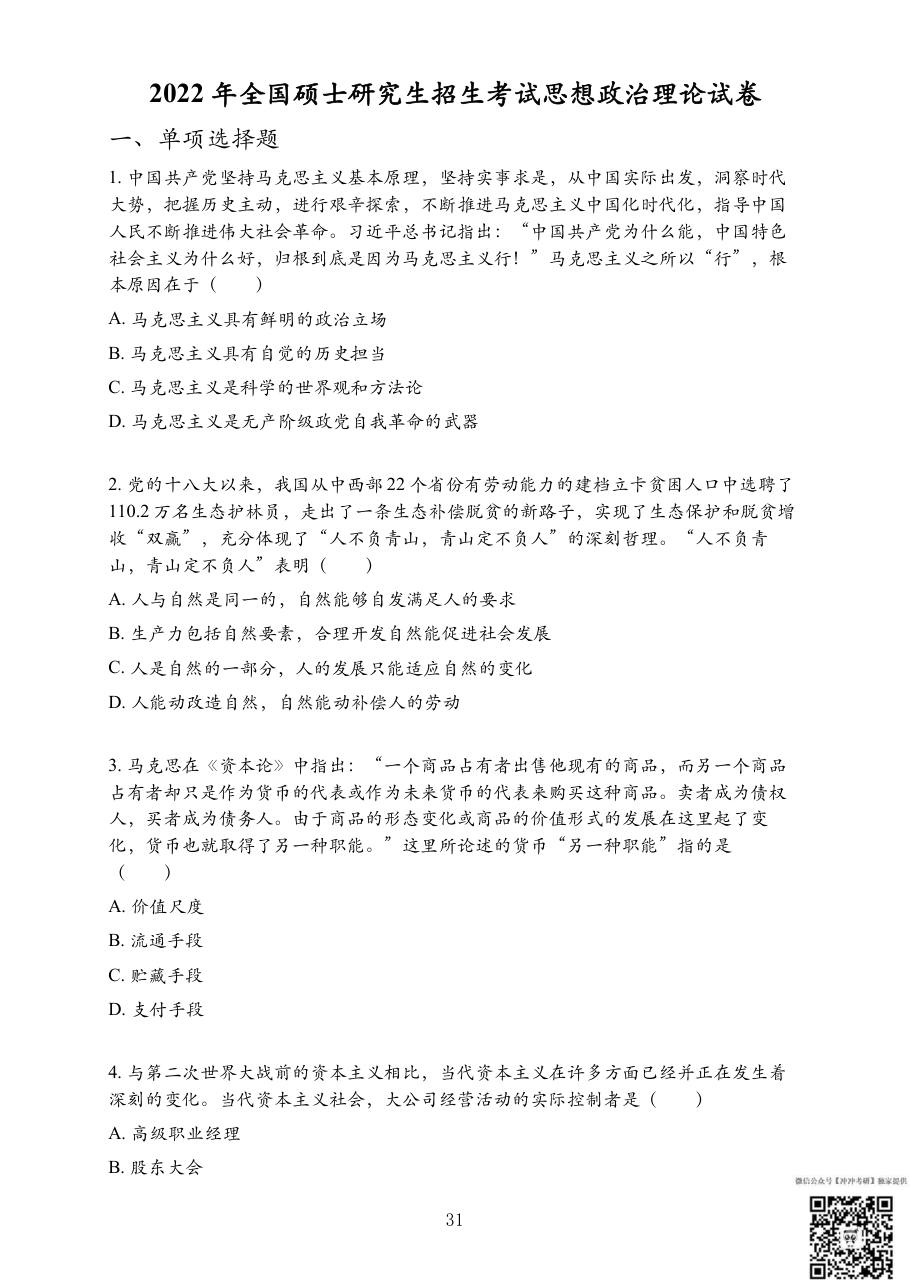 2022 年全国硕士研究生招生考试思想政治理论试卷
一、单项选择题
1. 中国共产党坚持马克思主义基本原理，坚持实事求是，从中国实际出发，洞察时代
大势，把握历史主动，进行艰辛探索，不断推进马克思主义中国化时代化，指导中国
人民不断推进伟大社会革命。习近平总书记指出：“中国共产党为什么能，中国特色
社会主义为什么好，归根到底是因为马克思主义行！”马克思主义之所以“行”，根
本原因在于（　　）
A. 马克思主义具有鲜明的政治立场
B. 马克思主义具有自觉的历史担当
C. 马克思主义是科学的世界观和方法论
D. 马克思主义是无产阶级政党自我革命的武器
2. 党的十八大以来，我国从中西部 22 个省份有劳动能力的建档立卡贫困人口中选聘了
110.2 万名生态护林员，走出了一条生态补偿脱贫的新路子，实现了生态保护和脱贫增
收“双赢”，充分体现了“人不负青山，青山定不负人”的深刻哲理。“人不负青
山，青山定不负人”表明（　　）
A. 人与自然是同一的，自然能够自发满足人的要求
B. 生产力包括自然要素，合理开发自然能促进社会发展
C. 人是自然的一部分，人的发展只能适应自然的变化
D. 人能动改造自然，自然能动补偿人的劳动
3. 马克思在《资本论》中指出：“一个商品占有者出售他现有的商品，而另一个商品
占有者却只是作为货币的代表或作为未来货币的代表来购买这种商品。卖者成为债权
人，买者成为债务人。由于商品的形态变化或商品的价值形式的发展在这里起了变
化，货币也就取得了另一种职能。”这里所论述的货币“另一种职能”指的是
（　　）
A. 价值尺度
B. 流通手段
C. 贮藏手段
D. 支付手段
4. 与第二次世界大战前的资本主义相比，当代资本主义在许多方面已经并正在发生着
深刻的变化。当代资本主义社会，大公司经营活动的实际控制者是（　　）
A. 高级职业经理
B. 股东大会
微信公众号【冲冲考研】独家提供
31